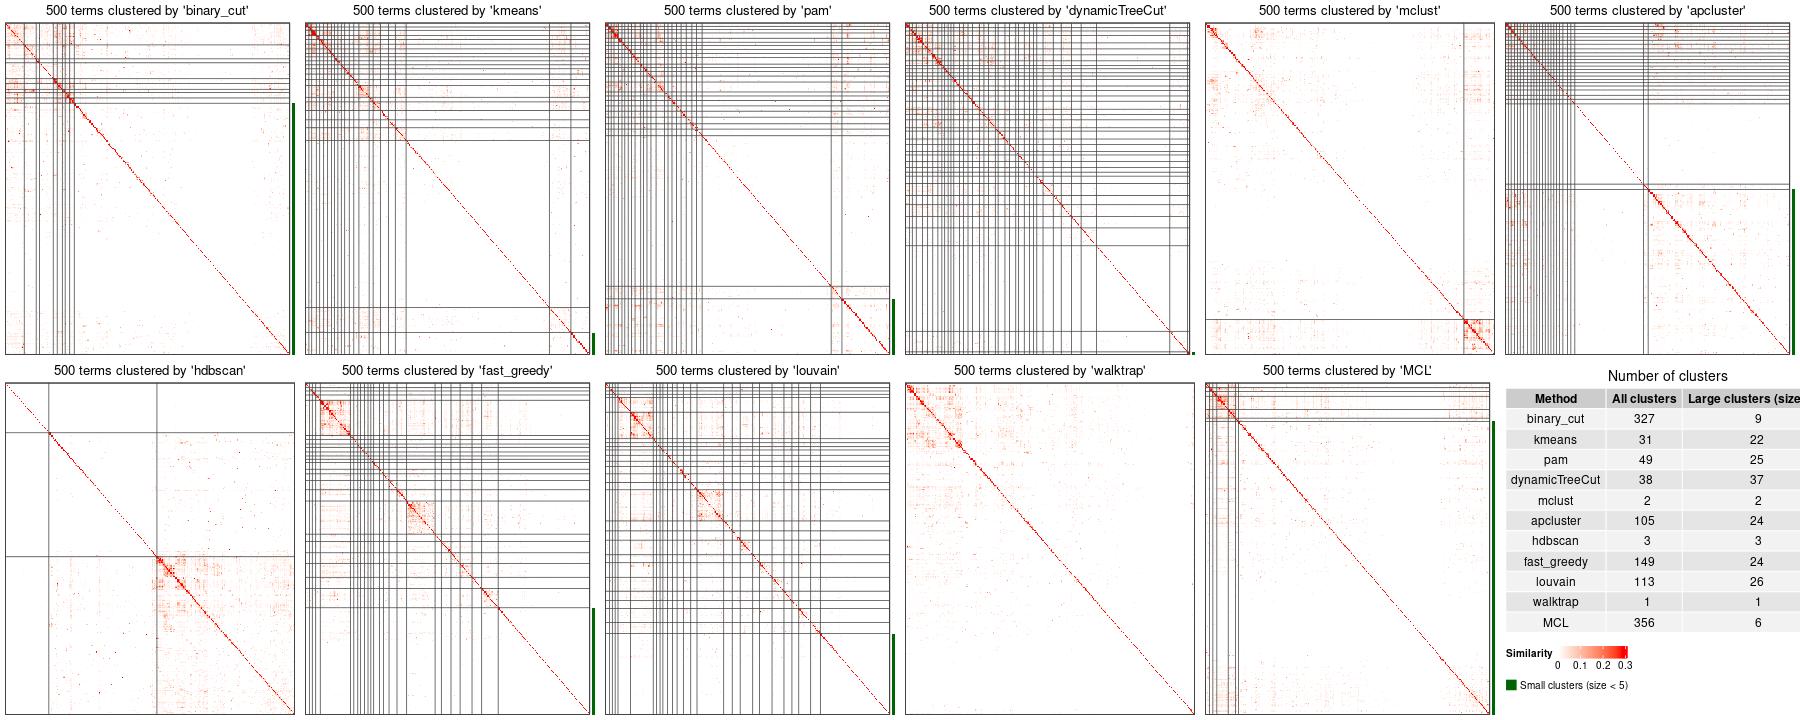 500 terms clustered by 'binary_cut'
500 terms clustered by 'kmeans'
500 terms clustered by 'pam'
500 terms clustered by 'dynamicTreeCut'
500 terms clustered by 'mclust'
500 terms clustered by 'apcluster'
500 terms clustered by 'hdbscan'
500 terms clustered by 'fast_greedy'
500 terms clustered by 'louvain'
500 terms clustered by 'walktrap'
500 terms clustered by 'MCL'
Number of clusters
Method All clusters Large clusters (size
binary_cut 327 9
kmeans 31 22
pam 49 25
dynamicTreeCut 38 37
mclust 2 2
apcluster 105 24
hdbscan 3 3
fast_greedy 149 24
louvain 113 26
walktrap 1 1
MCL 356 6
Similarity
0 0.1 0.2 0.3
Small clusters (size < 5)